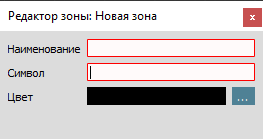 Редактор зоны: Новая зона
x
Наименование
Символ
Цвет
...